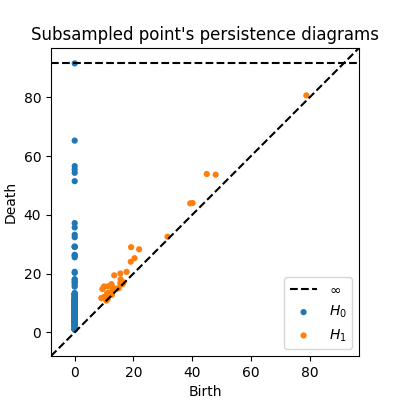 Subsampled point's persistence diagrams
Death
80
60
40
20
0
∞
H₀
H₁
0 20 40 60 80
Birth